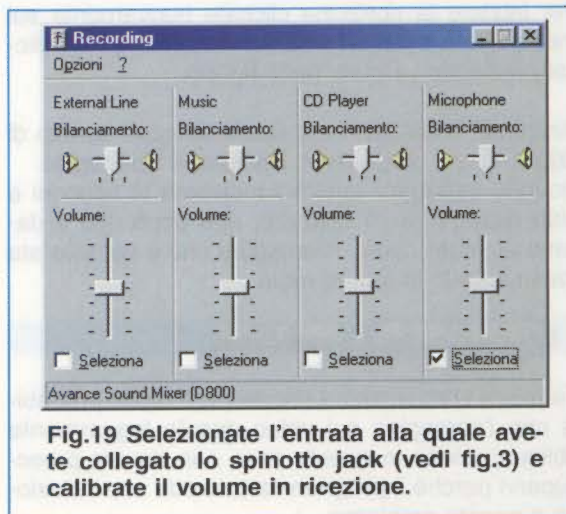 Recording
Opzioni ?
External Line Music CD Player Microphone
Bilanciamento: Bilanciamento: Bilanciamento: Bilanciamento:
Volume: Volume: Volume: Volume:
Seleziona Seleziona Seleziona Seleziona
Avance Sound Mixer (D800)
Fig.19 Selezionate l'entrata alla quale ave-
te collegato lo spinotto jack (vedi fig.3) e
calibrate il volume in ricezione.